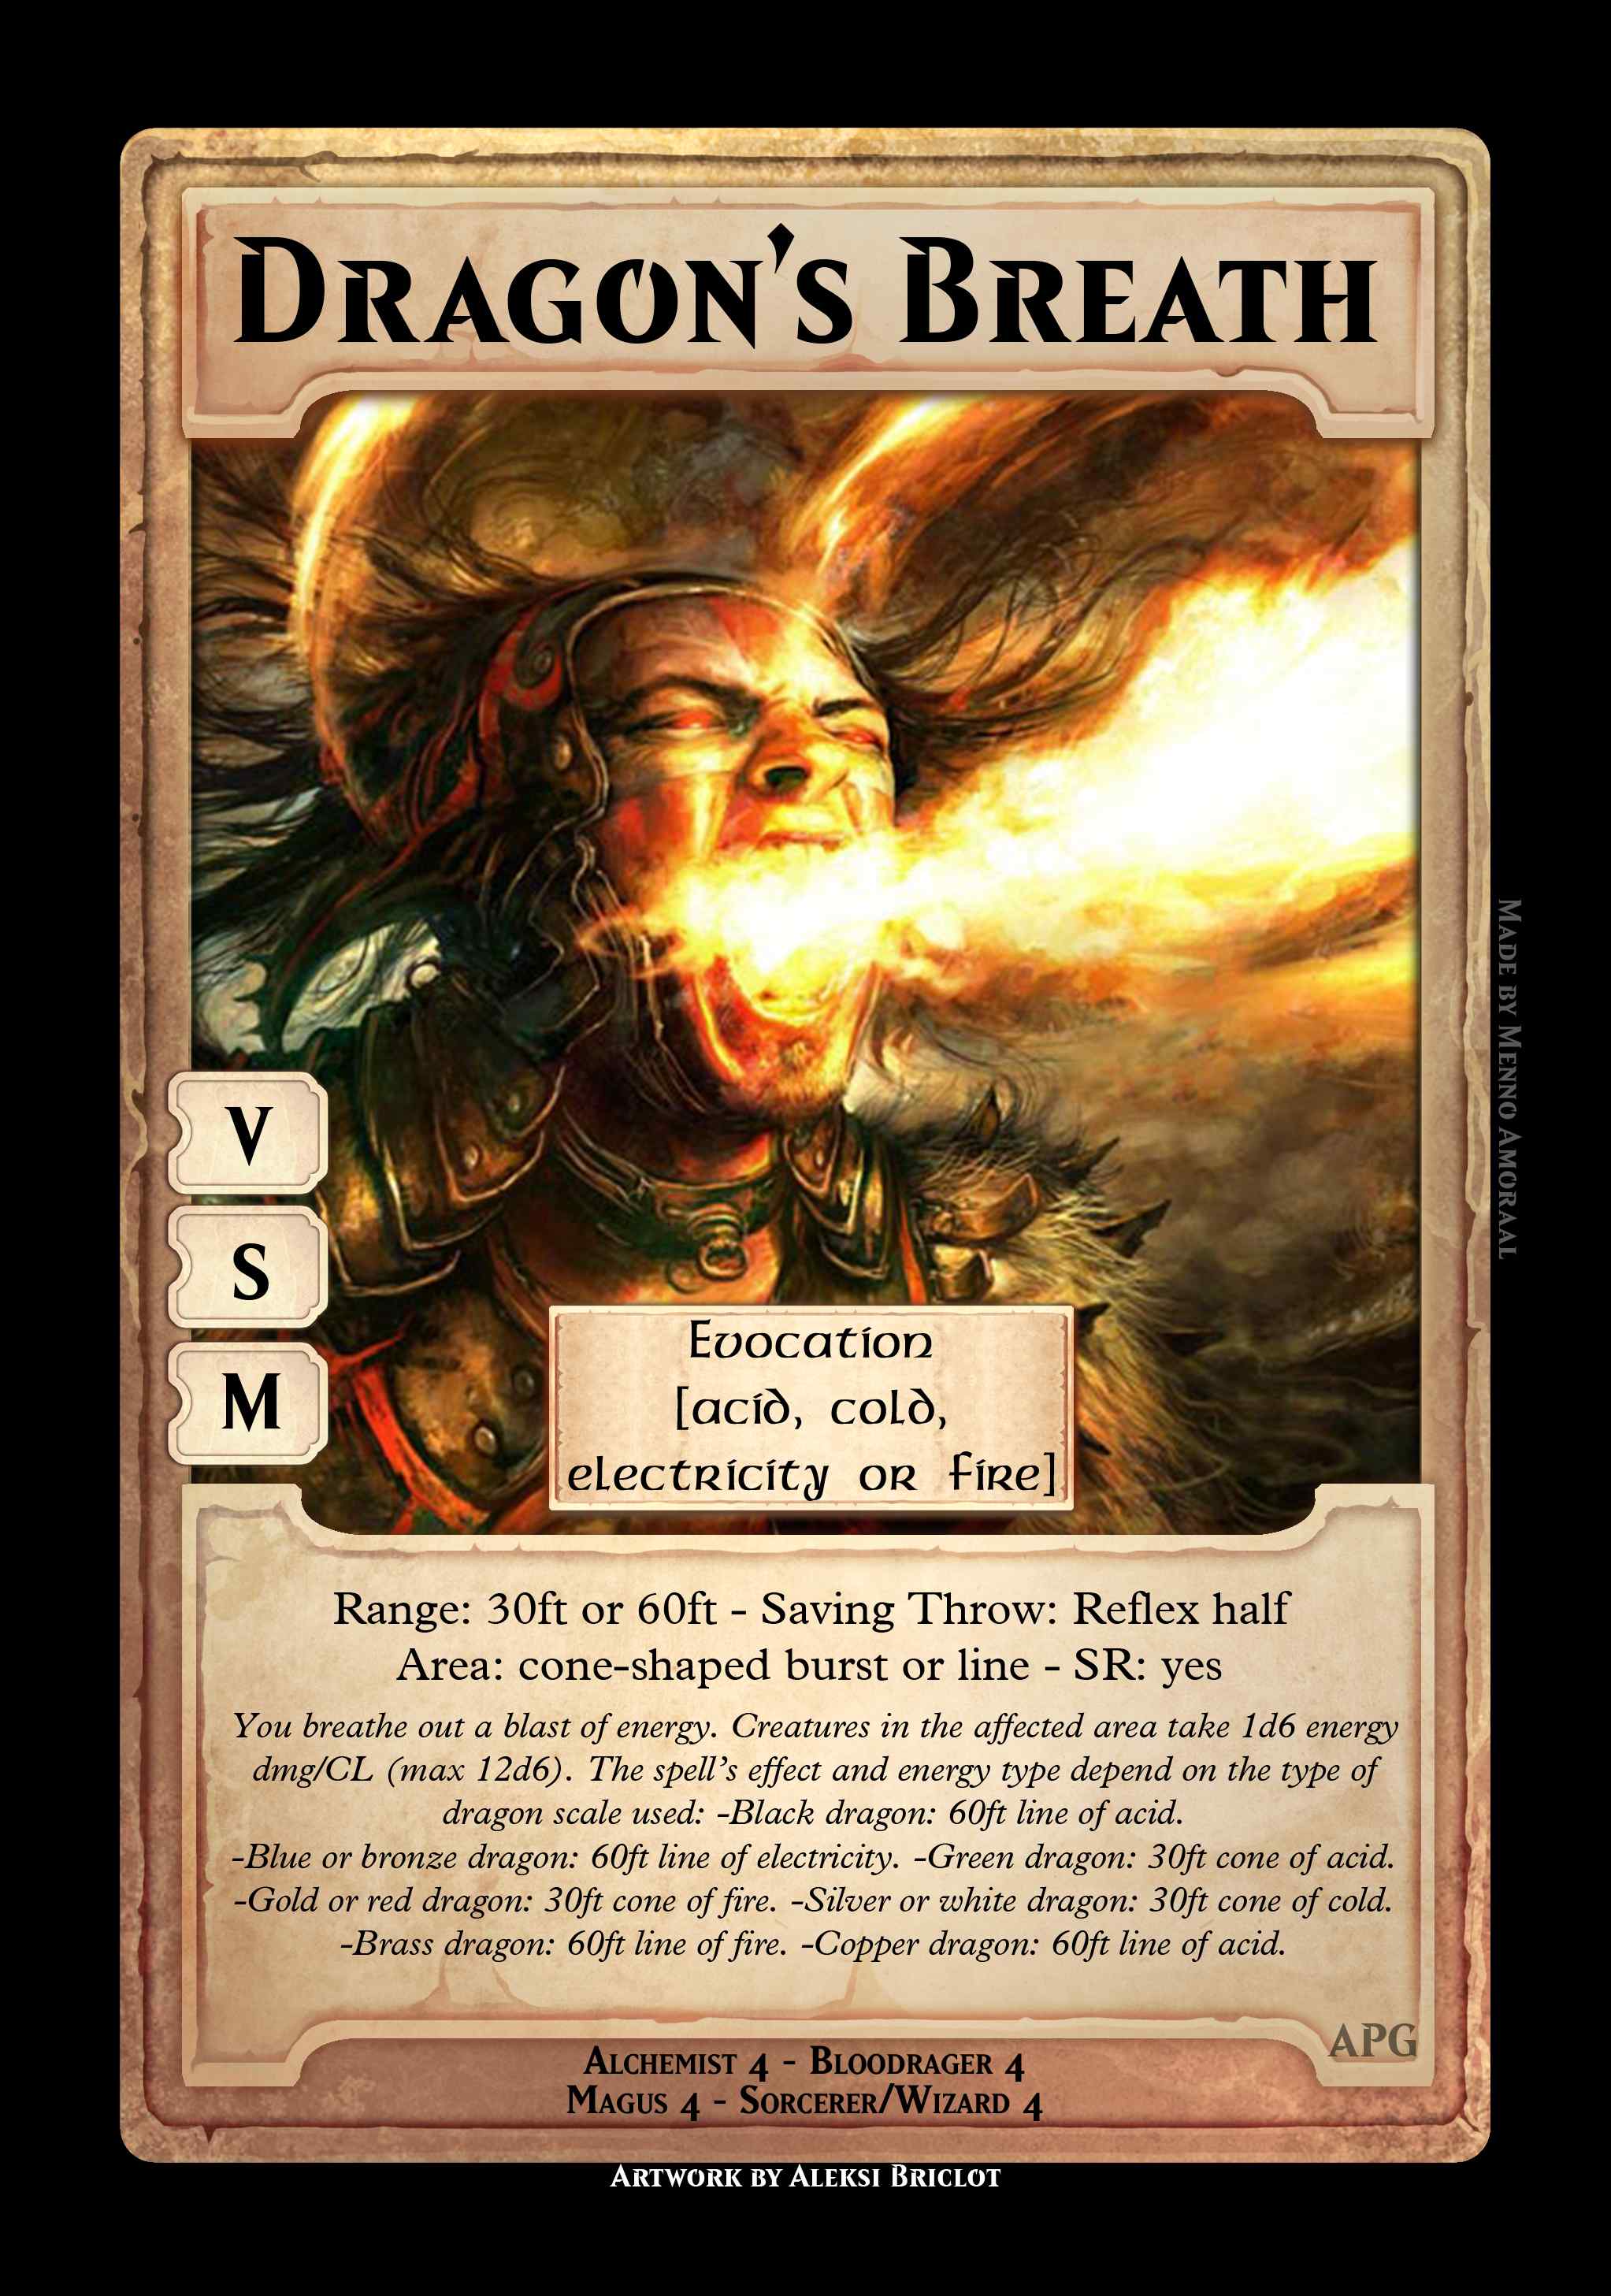 Dragon's Breath
V
S
M
Evocation
[acid, cold,
electricity or fire]
Range: 30ft or 60ft - Saving Throw: Reflex half
Area: cone-shaped burst or line - SR: yes
You breathe out a blast of energy. Creatures in the affected area take 1d6 energy
dmg/CL (max 12d6). The spell's effect and energy type depend on the type of
dragon scale used: -Black dragon: 60ft line of acid.
-Blue or bronze dragon: 60ft line of electricity. -Green dragon: 30ft cone of acid.
-Gold or red dragon: 30ft cone of fire. -Silver or white dragon: 30ft cone of cold.
-Brass dragon: 60ft line of fire. -Copper dragon: 60ft line of acid.
APG
Alchemist 4 - Bloodrager 4
Magus 4 - Sorcerer/Wizard 4
Artwork by Aleksi Briclot
Made by Menno Amoraal